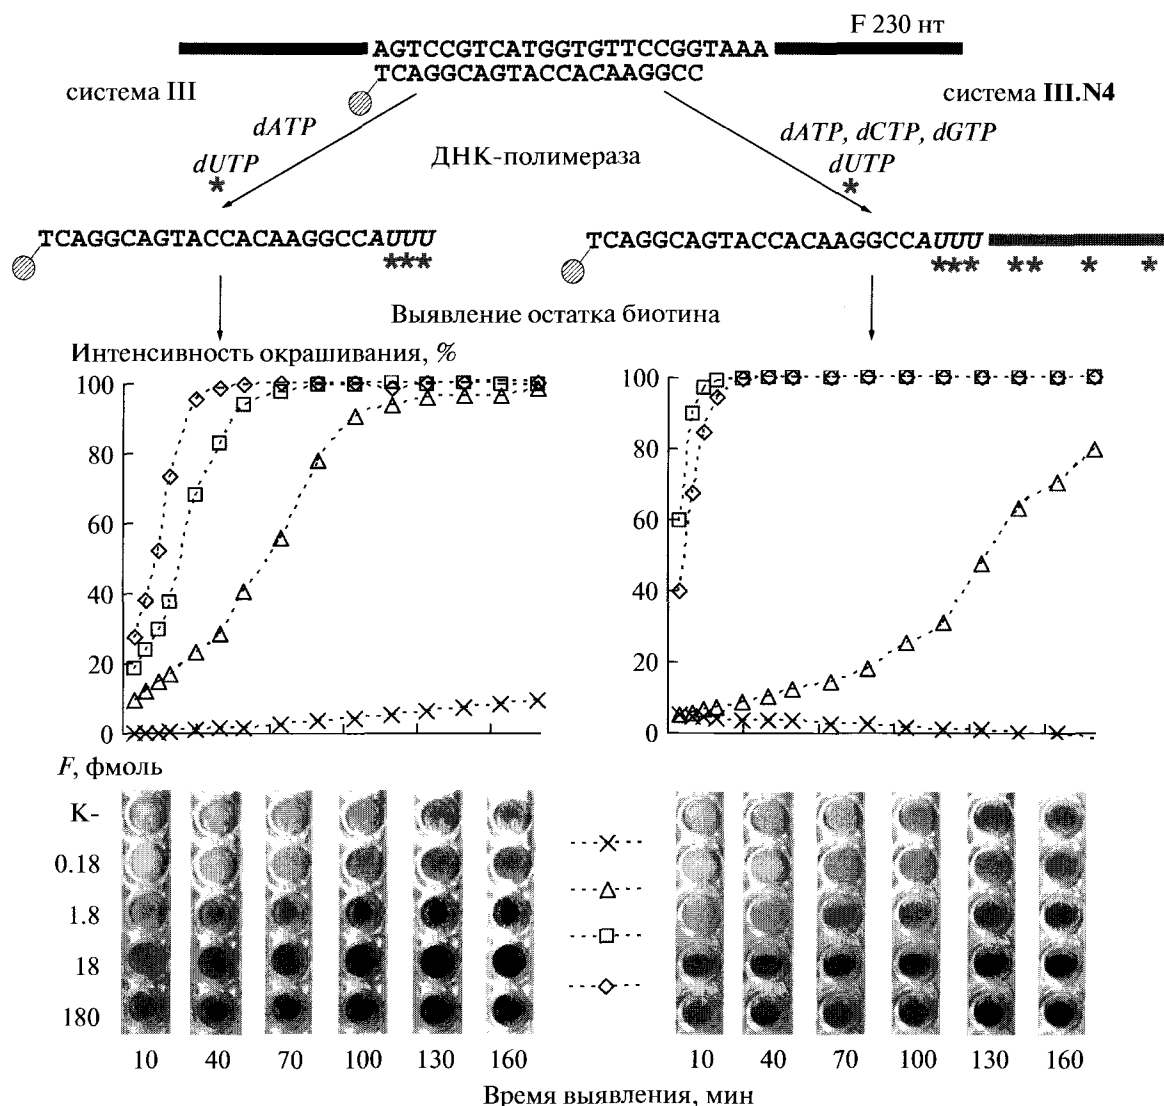 F 230 нт
AGTCCGTCATGGTGTTCCGGTAAA
TCAGGCAGTACCACAAGGCC
система III
система III.N4
dATP
dUTP
*
ДНК-полимераза
dATP, dCTP, dGTP
dUTP
*
TCAGGCAGTACCACAAGGCCAUUU
***
TCAGGCAGTACCACAAGGCCAUUU
*** ** * *
Выявление остатка биотина
Интенсивность окрашивания, %
100
80
60
40
20
0
100
80
60
40
20
0
F, фмоль
K-
0.18
1.8
18
180
10 40 70 100 130 160
10 40 70 100 130 160
Время выявления, мин